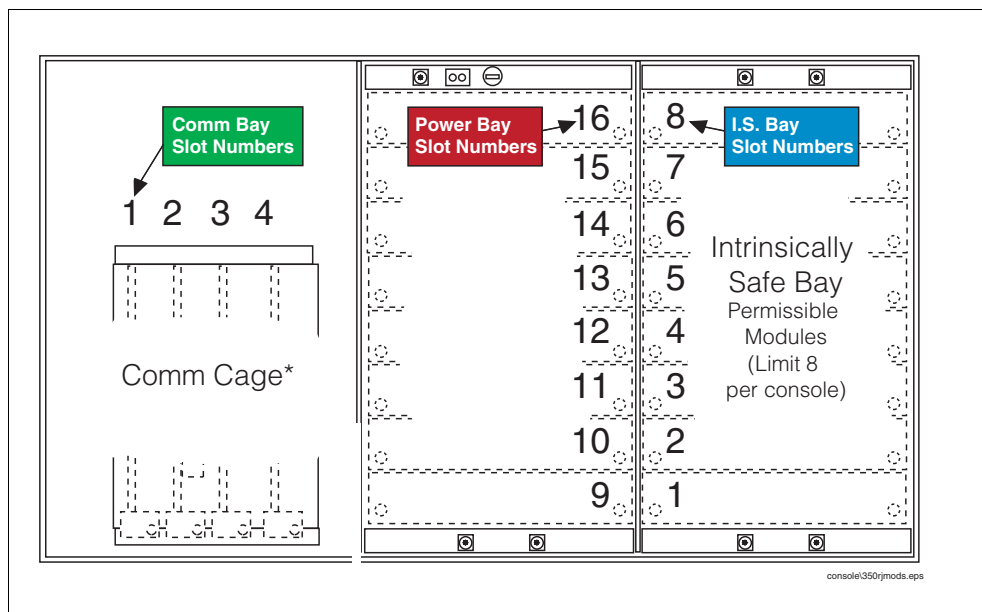 Comm Bay
Slot Numbers
Power Bay
Slot Numbers
I.S. Bay
Slot Numbers
1 2 3 4
Comm Cage*
16
15
14
13
12
11
10
9
8
7
6
5
4
3
2
1
Intrinsically
Safe Bay
Permissible
Modules
(Limit 8
per console)
console\350rjmods.eps